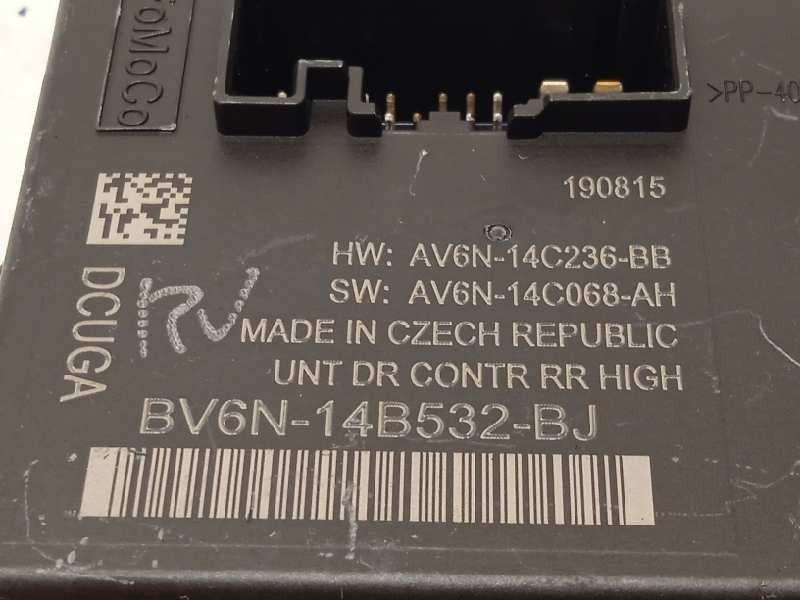 FoMoCo
>PP-40
190815
HW: AV6N-14C236-BB
SW: AV6N-14C068-AH
DCUGA
RV
MADE IN CZECH REPUBLIC
UNT DR CONTR RR HIGH
BV6N-14B532-BJ